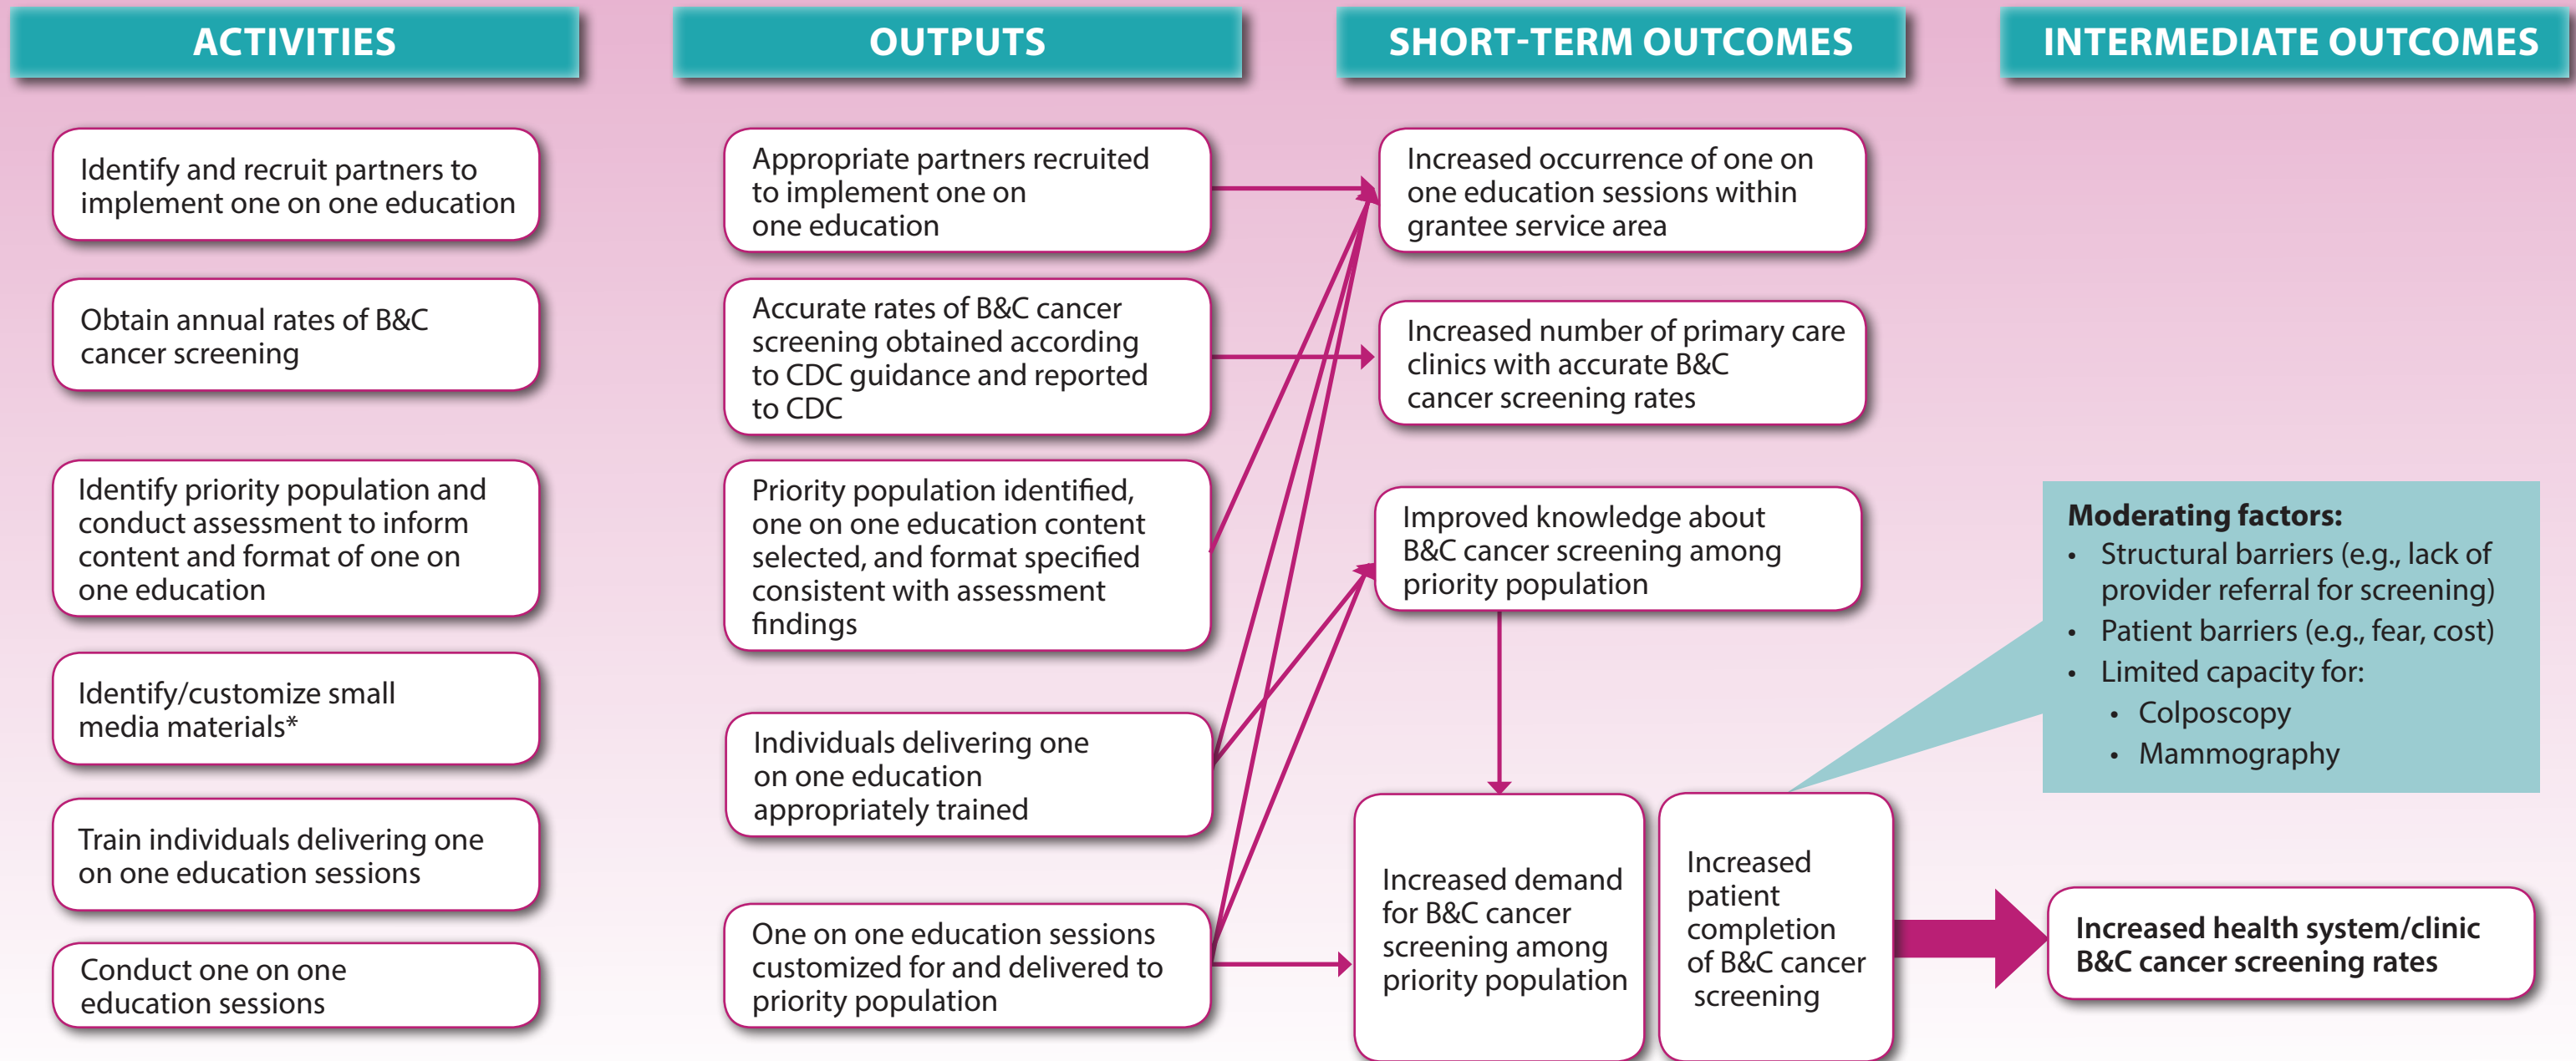 ACTIVITIES
Identify and recruit partners to
implement one on one education
Obtain annual rates of B&C
cancer screening
Identify priority population and
conduct assessment to inform
content and format of one on
one education
Identify/customize small
media materials*
Train individuals delivering one
on one education sessions
Conduct one on one
education sessions
OUTPUTS
Appropriate partners recruited
to implement one on
one education
Accurate rates of B&C cancer
screening obtained according
to CDC guidance and reported
to CDC
Priority population identified,
one on one education content
selected, and format specified
consistent with assessment
findings
Individuals delivering one
on one education
appropriately trained
One on one education sessions
customized for and delivered to
priority population
SHORT-TERM OUTCOMES
Increased occurrence of one on
one education sessions within
grantee service area
Increased number of primary care
clinics with accurate B&C
cancer screening rates
Improved knowledge about
B&C cancer screening among
priority population
Increased demand
for B&C cancer
screening among
priority population
Increased
patient
completion
of B&C cancer
screening
INTERMEDIATE OUTCOMES
Moderating factors:
• Structural barriers (e.g., lack of
provider referral for screening)
• Patient barriers (e.g., fear, cost)
• Limited capacity for:
• Colposcopy
• Mammography
Increased health system/clinic
B&C cancer screening rates